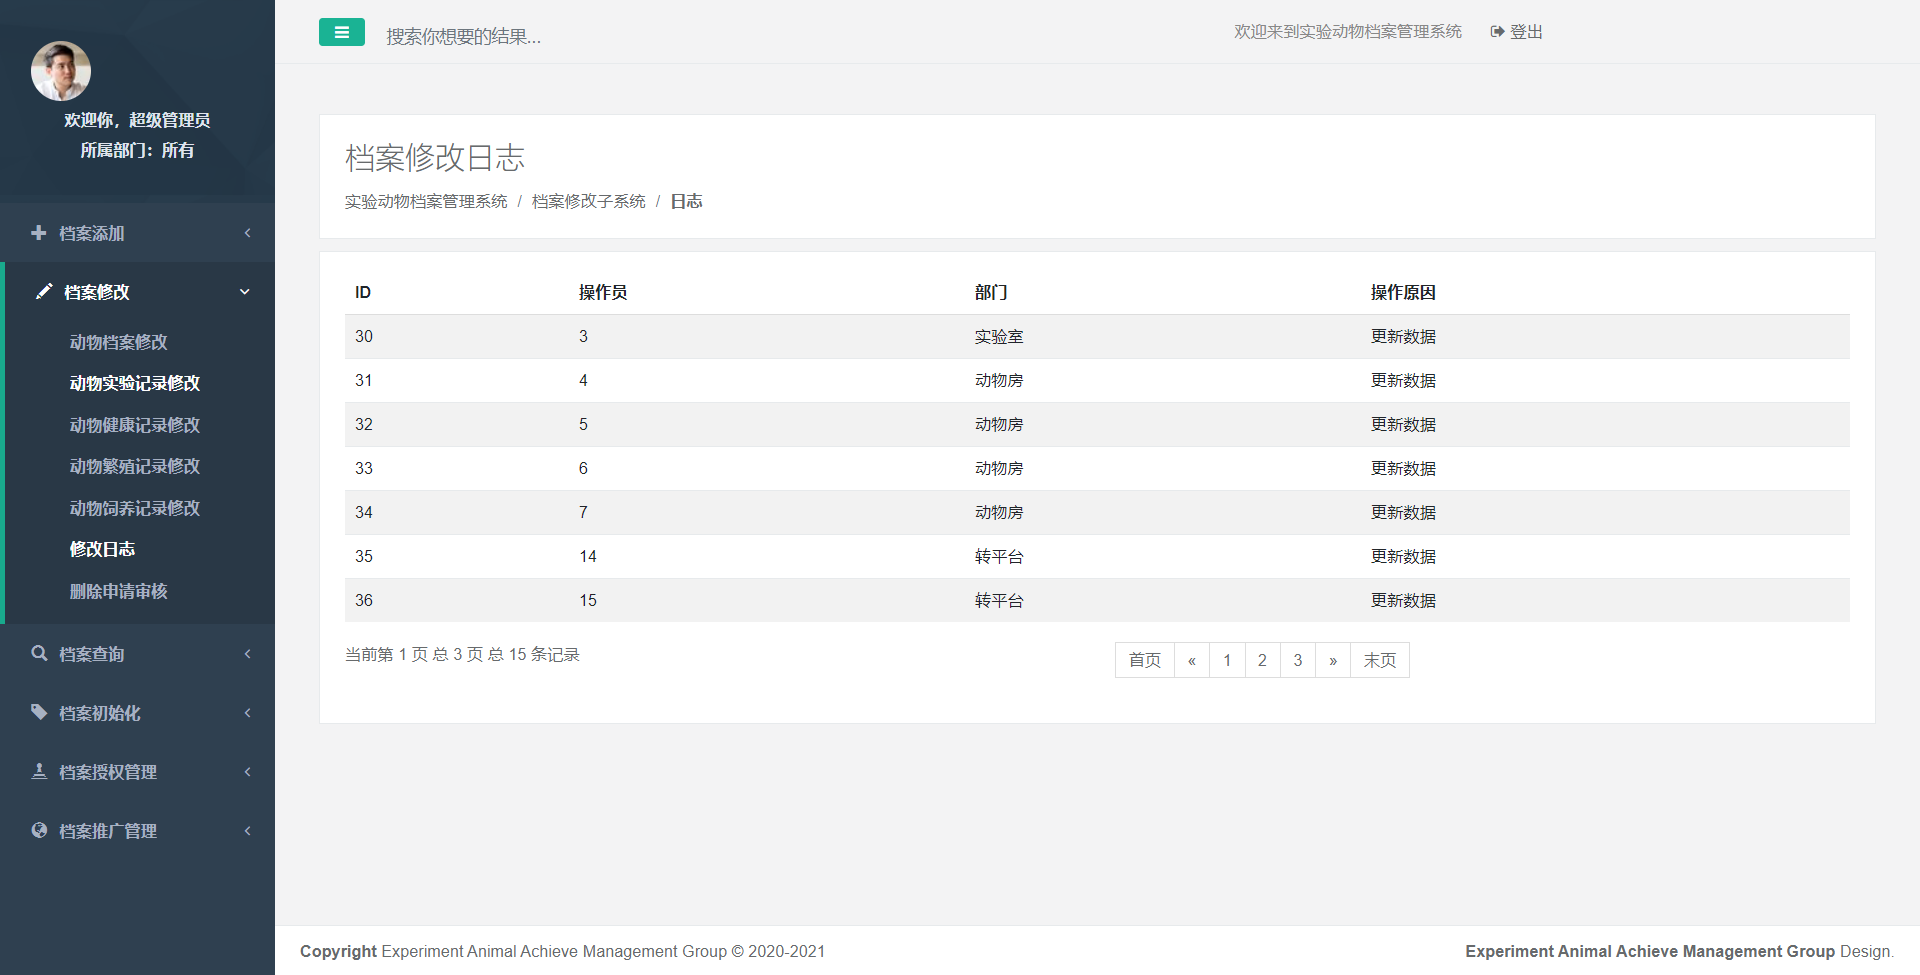 欢迎你，超级管理员
所属部门：所有
档案添加
档案修改
动物档案修改
动物实验记录修改
动物健康记录修改
动物繁殖记录修改
动物饲养记录修改
修改日志
删除申请审核
档案查询
档案初始化
档案授权管理
档案推广管理
搜索你想要的结果...
欢迎来到实验动物档案管理系统 登出
档案修改日志
实验动物档案管理系统 / 档案修改子系统 / 日志
ID 操作员 部门 操作原因
30 3 实验室 更新数据
31 4 动物房 更新数据
32 5 动物房 更新数据
33 6 动物房 更新数据
34 7 动物房 更新数据
35 14 转平台 更新数据
36 15 转平台 更新数据
当前第 1 页 总 3 页 总 15 条记录
首页 « 1 2 3 » 末页
Copyright Experiment Animal Achieve Management Group © 2020-2021
Experiment Animal Achieve Management Group Design.